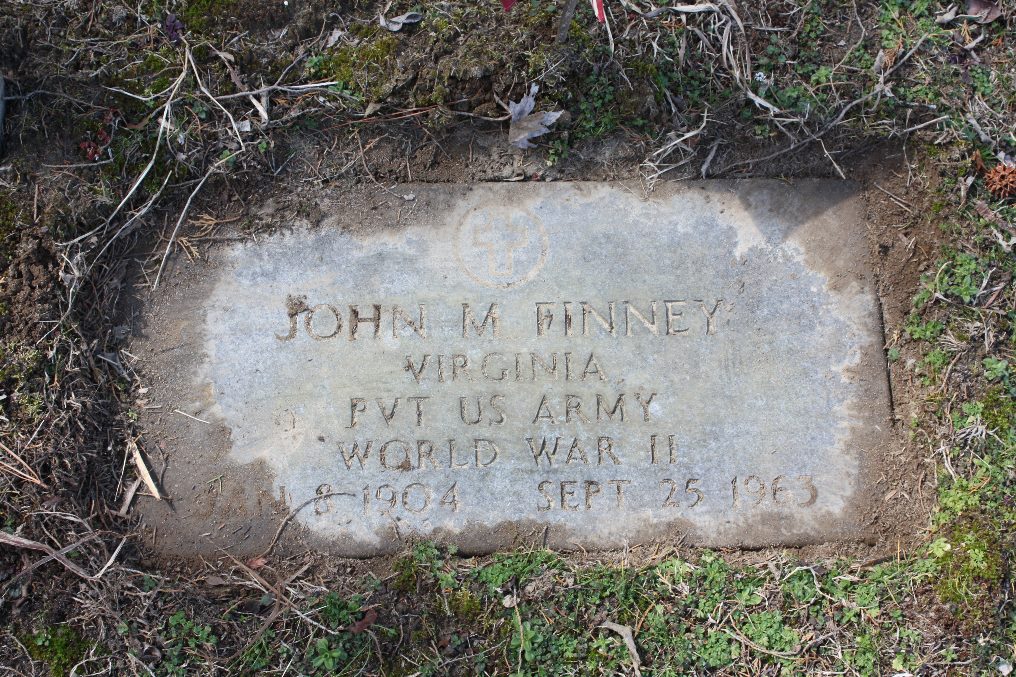 JOHN M FINNEY
VIRGINIA
PVT US ARMY
WORLD WAR II
JAN 8 1904 SEPT 25 1963